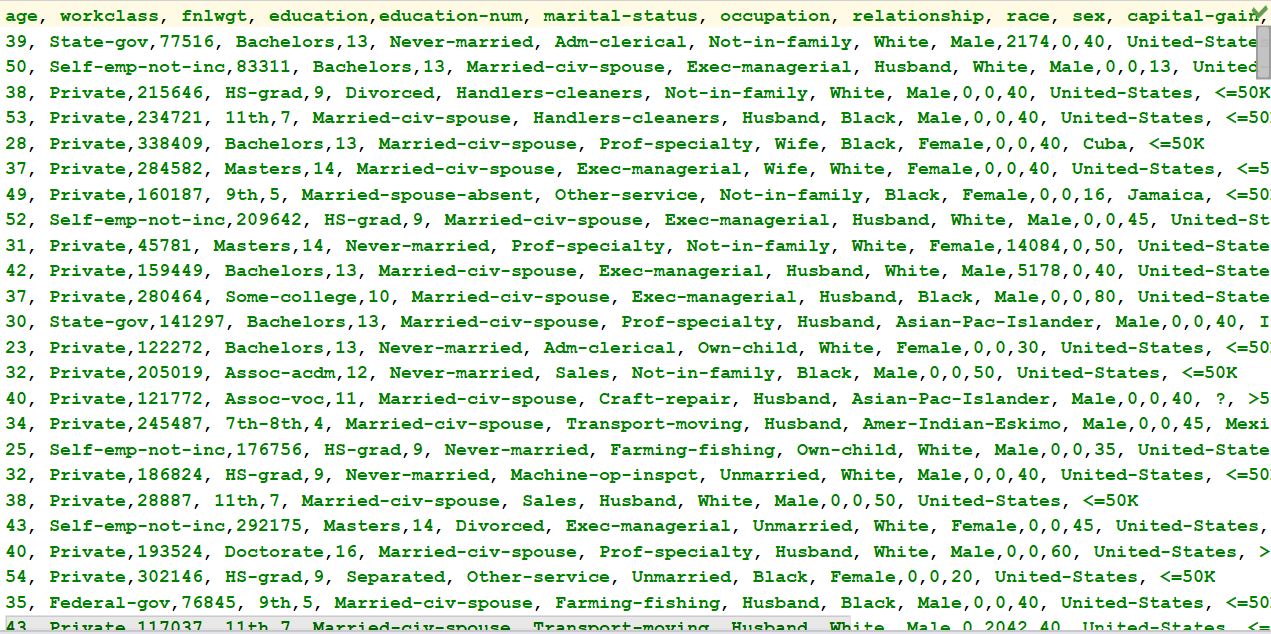 age, workclass, fnlwgt, education,education-num, marital-status, occupation, relationship, race, sex, capital-gain,
39, State-gov,77516, Bachelors,13, Never-married, Adm-clerical, Not-in-family, White, Male,2174,0,40, United-State
50, Self-emp-not-inc,83311, Bachelors,13, Married-civ-spouse, Exec-managerial, Husband, White, Male,0,0,13, United
38, Private,215646, HS-grad,9, Divorced, Handlers-cleaners, Not-in-family, White, Male,0,0,40, United-States, <=50K
53, Private,234721, 11th,7, Married-civ-spouse, Handlers-cleaners, Husband, Black, Male,0,0,40, United-States, <=50
28, Private,338409, Bachelors,13, Married-civ-spouse, Prof-specialty, Wife, Black, Female,0,0,40, Cuba, <=50K
37, Private,284582, Masters,14, Married-civ-spouse, Exec-managerial, Wife, White, Female,0,0,40, United-States, <=5
49, Private,160187, 9th,5, Married-spouse-absent, Other-service, Not-in-family, Black, Female,0,0,16, Jamaica, <=50
52, Self-emp-not-inc,209642, HS-grad,9, Married-civ-spouse, Exec-managerial, Husband, White, Male,0,0,45, United-St
31, Private,45781, Masters,14, Never-married, Prof-specialty, Not-in-family, White, Female,14084,0,50, United-State
42, Private,159449, Bachelors,13, Married-civ-spouse, Exec-managerial, Husband, White, Male,5178,0,40, United-State
37, Private,280464, Some-college,10, Married-civ-spouse, Exec-managerial, Husband, Black, Male,0,0,80, United-State
30, State-gov,141297, Bachelors,13, Married-civ-spouse, Prof-specialty, Husband, Asian-Pac-Islander, Male,0,0,40, I
23, Private,122272, Bachelors,13, Never-married, Adm-clerical, Own-child, White, Female,0,0,30, United-States, <=50
32, Private,205019, Assoc-acdm,12, Never-married, Sales, Not-in-family, Black, Male,0,0,50, United-States, <=50K
40, Private,121772, Assoc-voc,11, Married-civ-spouse, Craft-repair, Husband, Asian-Pac-Islander, Male,0,0,40, ?, >5
34, Private,245487, 7th-8th,4, Married-civ-spouse, Transport-moving, Husband, Amer-Indian-Eskimo, Male,0,0,45, Mexi
25, Self-emp-not-inc,176756, HS-grad,9, Never-married, Farming-fishing, Own-child, White, Male,0,0,35, United-State
32, Private,186824, HS-grad,9, Never-married, Machine-op-inspct, Unmarried, White, Male,0,0,40, United-States, <=50
38, Private,28887, 11th,7, Married-civ-spouse, Sales, Husband, White, Male,0,0,50, United-States, <=50K
43, Self-emp-not-inc,292175, Masters,14, Divorced, Exec-managerial, Unmarried, White, Female,0,0,45, United-States,
40, Private,193524, Doctorate,16, Married-civ-spouse, Prof-specialty, Husband, White, Male,0,0,60, United-States, >
54, Private,302146, HS-grad,9, Separated, Other-service, Unmarried, Black, Female,0,0,20, United-States, <=50K
35, Federal-gov,76845, 9th,5, Married-civ-spouse, Farming-fishing, Husband, Black, Male,0,0,40, United-States, <=50
43, Private,117037, 11th,7, Married-civ-spouse, Transport-moving, Husband, White, Male,0,2042,40, United-States, <=